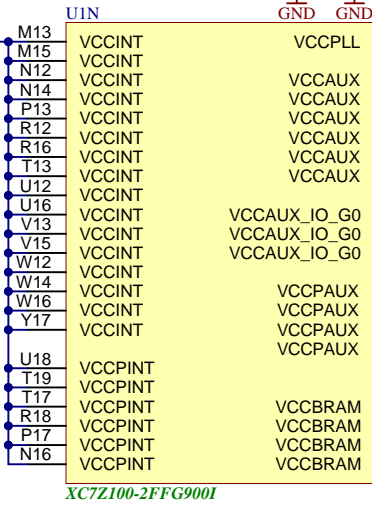 U1N GND GND
M13 VCCINT VCCPLL
M15 VCCINT
N12 VCCINT VCCAUX
N14 VCCINT VCCAUX
P13 VCCINT VCCAUX
R12 VCCINT VCCAUX
R16 VCCINT VCCAUX
T13 VCCINT VCCAUX
U12 VCCINT
U16 VCCINT VCCAUX_IO_G0
V13 VCCINT VCCAUX_IO_G0
V15 VCCINT VCCAUX_IO_G0
W12 VCCINT
W14 VCCINT VCCPAUX
W16 VCCINT VCCPAUX
Y17 VCCINT VCCPAUX
VCCPAUX
U18 VCCPINT
T19 VCCPINT
T17 VCCPINT VCCBRAM
R18 VCCPINT VCCBRAM
P17 VCCPINT VCCBRAM
N16 VCCPINT VCCBRAM
XC7Z100-2FFG900I